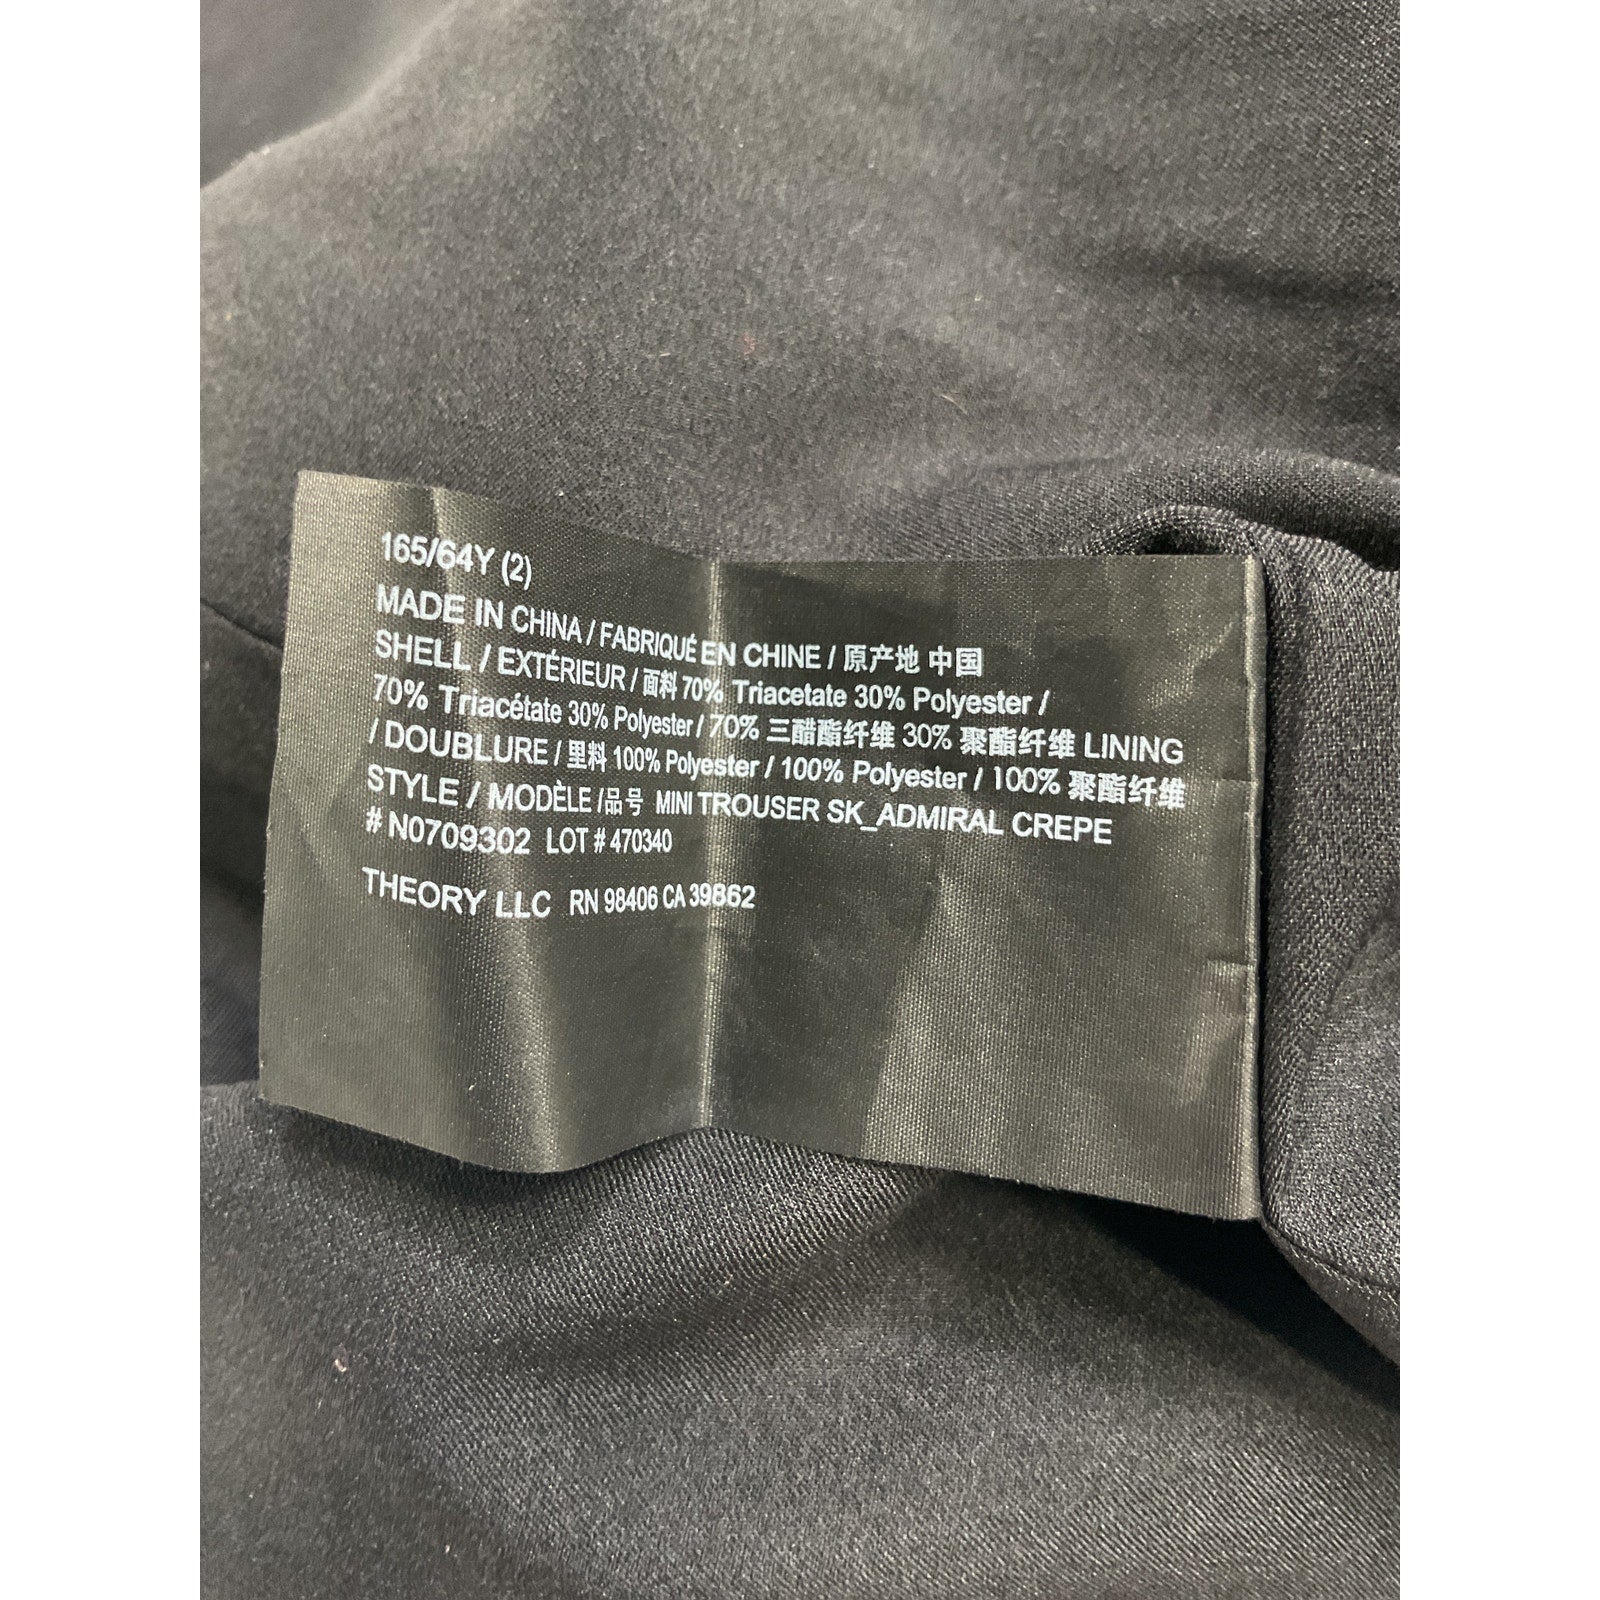 165/64Y (2)
MADE IN CHINA / FABRIQUÉ EN CHINE / 原产地 中国
SHELL / EXTÉRIEUR / 面料 70% Triacetate 30% Polyester /
70% Triacétate 30% Polyester / 70% 三醋酯纤维 30% 聚酯纤维 LINING
/ DOUBLURE / 里料 100% Polyester / 100% Polyester / 100% 聚酯纤维
STYLE / MODÈLE /品号 MINI TROUSER SK_ADMIRAL CREPE
# N0709302 LOT # 470340
THEORY LLC RN 98406 CA 39862